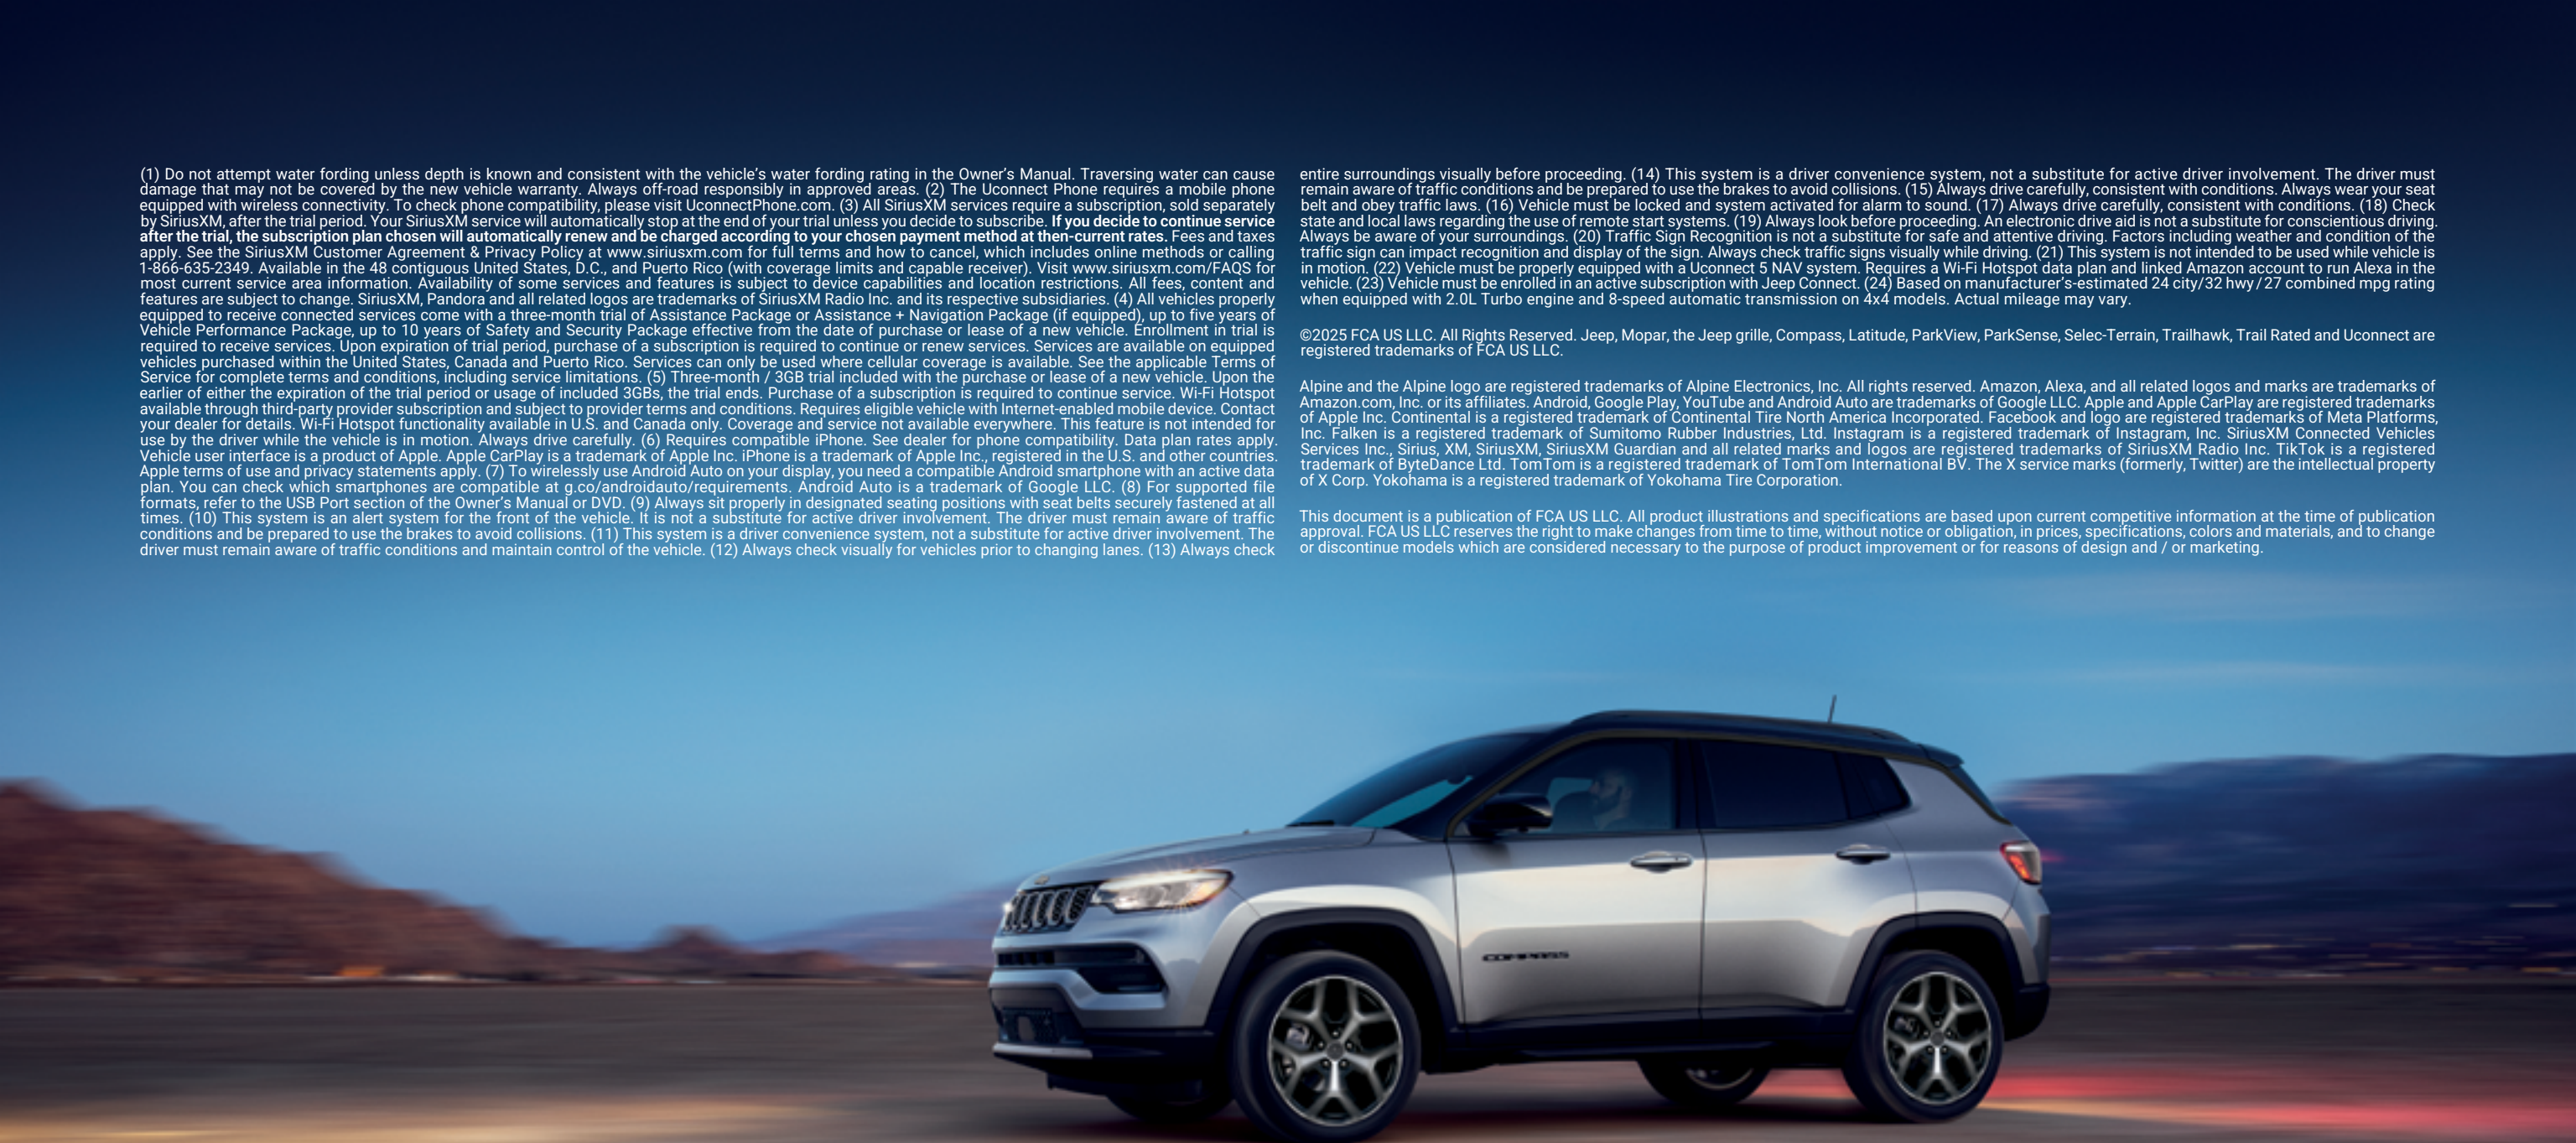 (1) Do not attempt water fording unless depth is known and consistent with the vehicle's water fording rating in the Owner's Manual. Traversing water can cause
damage that may not be covered by the new vehicle warranty. Always off-road responsibly in approved areas. (2) The Uconnect Phone requires a mobile phone
equipped with wireless connectivity. To check phone compatibility, please visit UconnectPhone.com. (3) All SiriusXM services require a subscription, sold separately
by SiriusXM, after the trial period. Your SiriusXM service will automatically stop at the end of your trial unless you decide to subscribe. If you decide to continue service
after the trial, the subscription plan chosen will automatically renew and be charged according to your chosen payment method at then-current rates. Fees and taxes
apply. See the SiriusXM Customer Agreement & Privacy Policy at www.siriusxm.com for full terms and how to cancel, which includes online methods or calling
1-866-635-2349. Available in the 48 contiguous United States, D.C., and Puerto Rico (with coverage limits and capable receiver). Visit www.siriusxm.com/FAQS for
most current service area information. Availability of some services and features is subject to device capabilities and location restrictions. All fees, content and
features are subject to change. SiriusXM, Pandora and all related logos are trademarks of SiriusXM Radio Inc. and its respective subsidiaries. (4) All vehicles properly
equipped to receive connected services come with a three-month trial of Assistance Package or Assistance + Navigation Package (if equipped), up to five years of
Vehicle Performance Package, up to 10 years of Safety and Security Package effective from the date of purchase or lease of a new vehicle. Enrollment in trial is
required to receive services. Upon expiration of trial period, purchase of a subscription is required to continue or renew services. Services are available on equipped
vehicles purchased within the United States, Canada and Puerto Rico. Services can only be used where cellular coverage is available. See the applicable Terms of
Service for complete terms and conditions, including service limitations. (5) Three-month / 3GB trial included with the purchase or lease of a new vehicle. Upon the
earlier of either the expiration of the trial period or usage of included 3GBs, the trial ends. Purchase of a subscription is required to continue service. Wi-Fi Hotspot
available through third-party provider subscription and subject to provider terms and conditions. Requires eligible vehicle with Internet-enabled mobile device. Contact
your dealer for details. Wi-Fi Hotspot functionality available in U.S. and Canada only. Coverage and service not available everywhere. This feature is not intended for
use by the driver while the vehicle is in motion. Always drive carefully. (6) Requires compatible iPhone. See dealer for phone compatibility. Data plan rates apply.
Vehicle user interface is a product of Apple. Apple CarPlay is a trademark of Apple Inc. iPhone is a trademark of Apple Inc., registered in the U.S. and other countries.
Apple terms of use and privacy statements apply. (7) To wirelessly use Android Auto on your display, you need a compatible Android smartphone with an active data
plan. You can check which smartphones are compatible at g.co/androidauto/requirements. Android Auto is a trademark of Google LLC. (8) For supported file
formats, refer to the USB Port section of the Owner's Manual or DVD. (9) Always sit properly in designated seating positions with seat belts securely fastened at all
times. (10) This system is an alert system for the front of the vehicle. It is not a substitute for active driver involvement. The driver must remain aware of traffic
conditions and be prepared to use the brakes to avoid collisions. (11) This system is a driver convenience system, not a substitute for active driver involvement. The
driver must remain aware of traffic conditions and maintain control of the vehicle. (12) Always check visually for vehicles prior to changing lanes. (13) Always check
entire surroundings visually before proceeding. (14) This system is a driver convenience system, not a substitute for active driver involvement. The driver must
remain aware of traffic conditions and be prepared to use the brakes to avoid collisions. (15) Always drive carefully, consistent with conditions. Always wear your seat
belt and obey traffic laws. (16) Vehicle must be locked and system activated for alarm to sound. (17) Always drive carefully, consistent with conditions. (18) Check
state and local laws regarding the use of remote start systems. (19) Always look before proceeding. An electronic drive aid is not a substitute for conscientious driving.
Always be aware of your surroundings. (20) Traffic Sign Recognition is not a substitute for safe and attentive driving. Factors including weather and condition of the
traffic sign can impact recognition and display of the sign. Always check traffic signs visually while driving. (21) This system is not intended to be used while vehicle is
in motion. (22) Vehicle must be properly equipped with a Uconnect 5 NAV system. Requires a Wi-Fi Hotspot data plan and linked Amazon account to run Alexa in the
vehicle. (23) Vehicle must be enrolled in an active subscription with Jeep Connect. (24) Based on manufacturer's-estimated 24 city/32 hwy/27 combined mpg rating
when equipped with 2.0L Turbo engine and 8-speed automatic transmission on 4x4 models. Actual mileage may vary.
©2025 FCA US LLC. All Rights Reserved. Jeep, Mopar, the Jeep grille, Compass, Latitude, ParkView, ParkSense, Selec-Terrain, Trailhawk, Trail Rated and Uconnect are
registered trademarks of FCA US LLC.
Alpine and the Alpine logo are registered trademarks of Alpine Electronics, Inc. All rights reserved. Amazon, Alexa, and all related logos and marks are trademarks of
Amazon.com, Inc. or its affiliates. Android, Google Play, YouTube and Android Auto are trademarks of Google LLC. Apple and Apple CarPlay are registered trademarks
of Apple Inc. Continental is a registered trademark of Continental Tire North America Incorporated. Facebook and logo are registered trademarks of Meta Platforms,
Inc. Falken is a registered trademark of Sumitomo Rubber Industries, Ltd. Instagram is a registered trademark of Instagram, Inc. SiriusXM Connected Vehicles
Services Inc., Sirius, XM, SiriusXM, SiriusXM Guardian and all related marks and logos are registered trademarks of SiriusXM Radio Inc. TikTok is a registered
trademark of ByteDance Ltd. TomTom is a registered trademark of TomTom International BV. The X service marks (formerly, Twitter) are the intellectual property
of X Corp. Yokohama is a registered trademark of Yokohama Tire Corporation.
This document is a publication of FCA US LLC. All product illustrations and specifications are based upon current competitive information at the time of publication
approval. FCA US LLC reserves the right to make changes from time to time, without notice or obligation, in prices, specifications, colors and materials, and to change
or discontinue models which are considered necessary to the purpose of product improvement or for reasons of design and / or marketing.
COMPASS